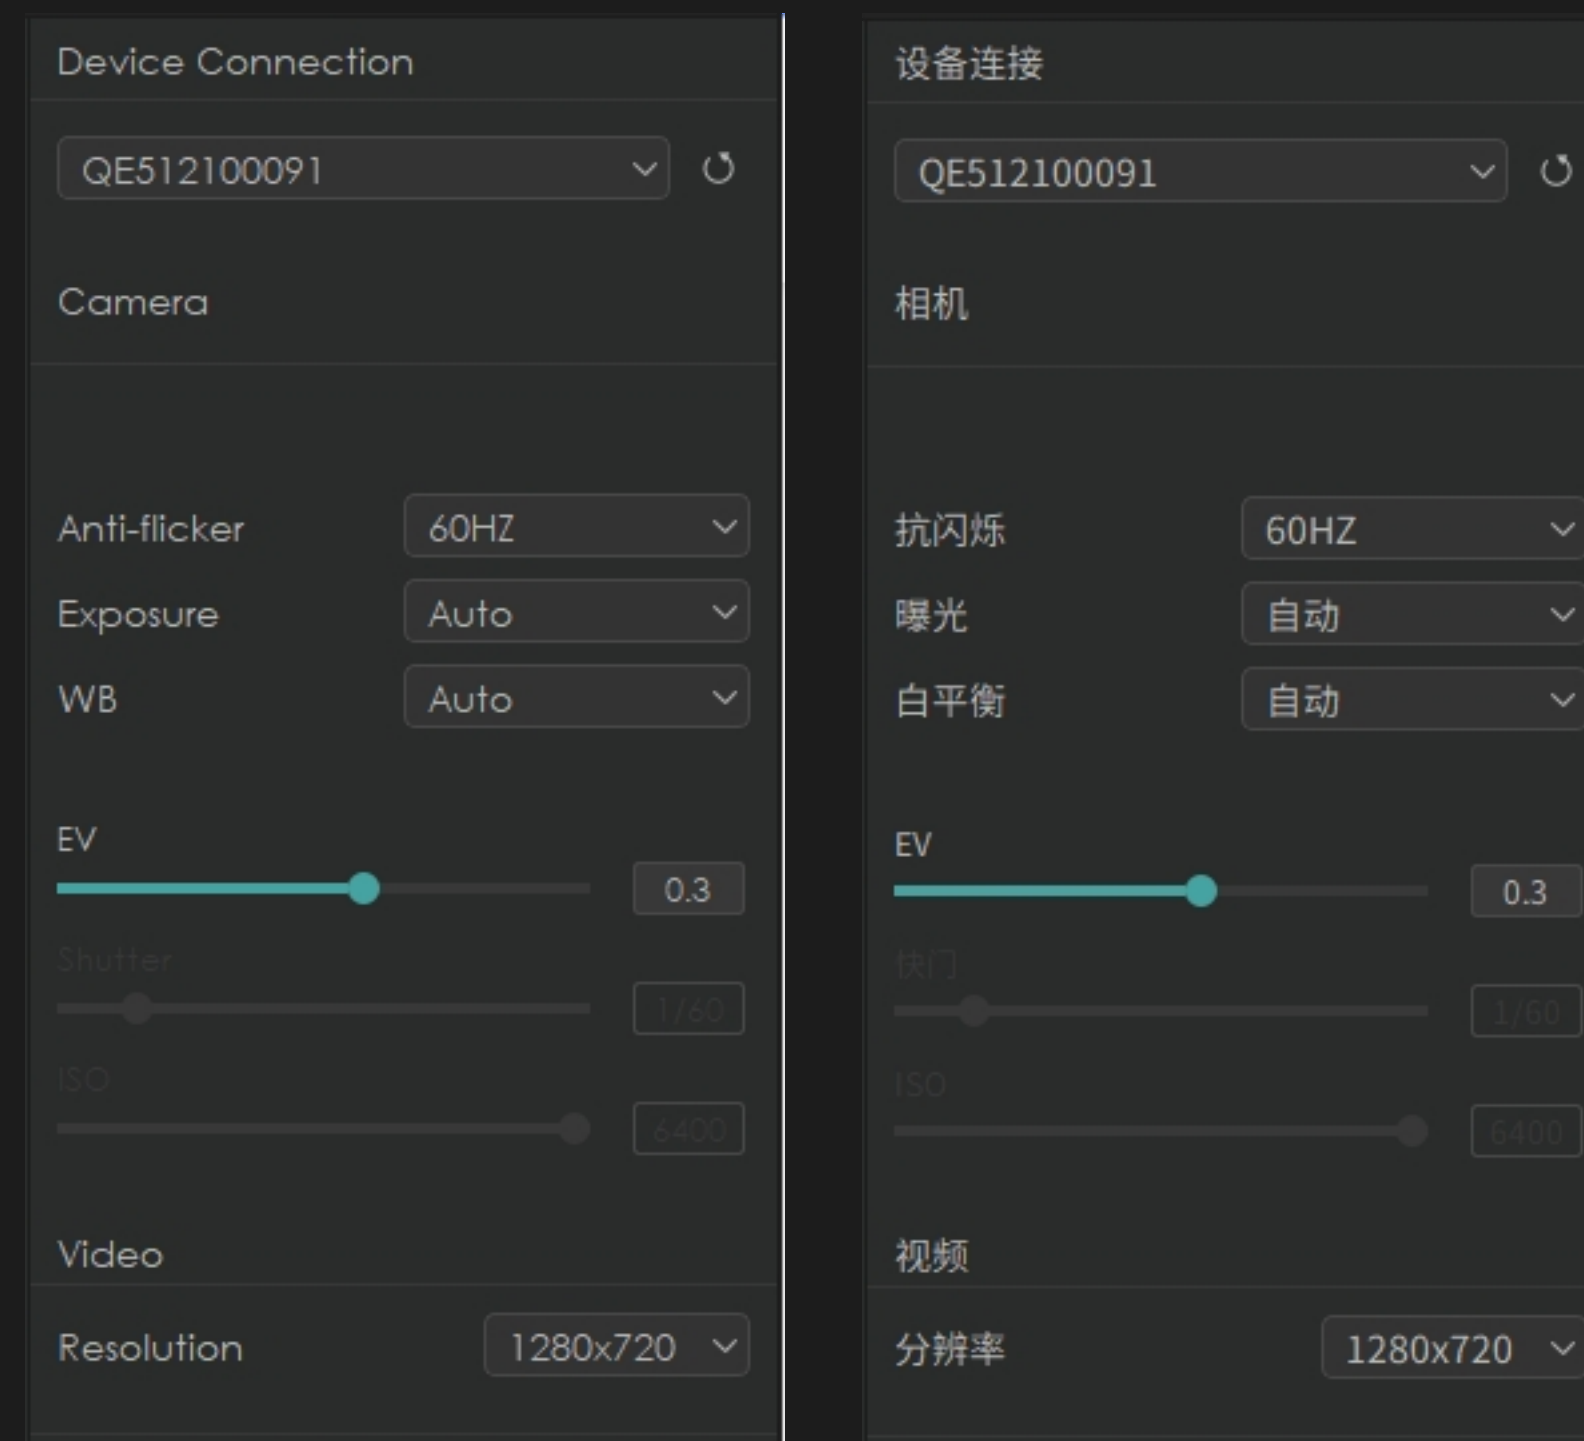 Device Connection
QE512100091
Camera
Anti-flicker 60HZ
Exposure Auto
WB Auto
EV
0.3
Shutter
1/60
ISO
6400
Video
Resolution 1280x720
设备连接
QE512100091
相机
抗闪烁 60HZ
曝光 自动
白平衡 自动
EV
0.3
快门
1/60
ISO
6400
视频
分辨率 1280x720